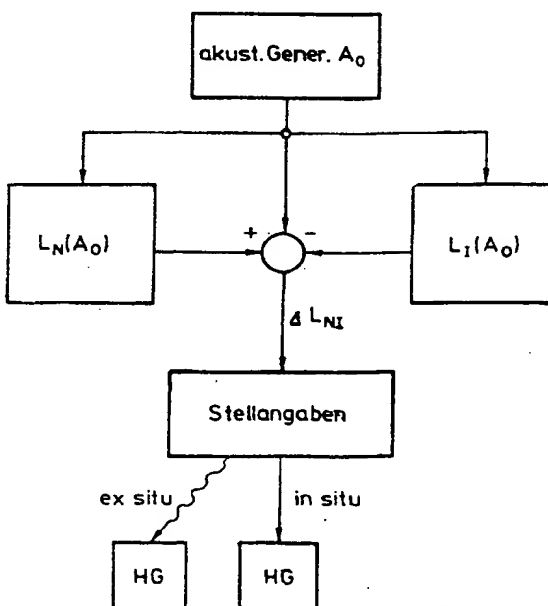 akust. Gener. A₀
L_N(A₀)
+
−
L_I(A₀)
Δ L_NI
Stellangaben
ex situ
in situ
HG
HG